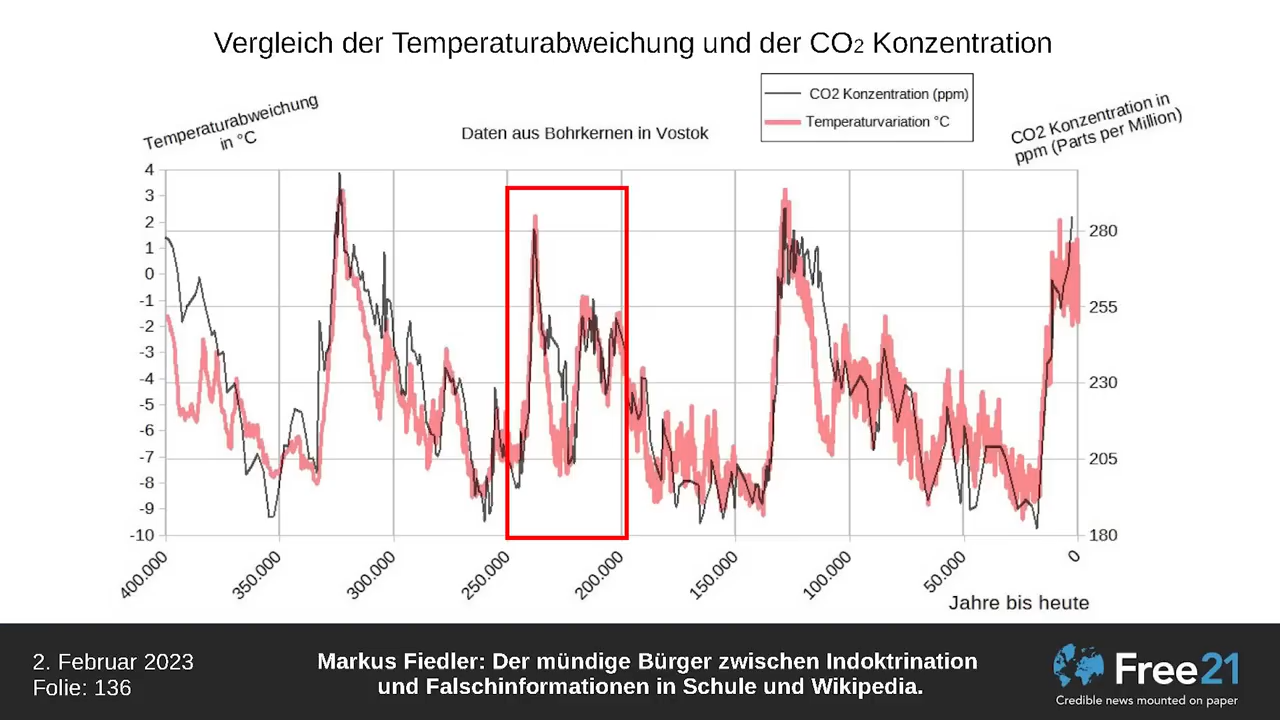 Vergleich der Temperaturabweichung und der CO2 Konzentration
Temperaturabweichung
in °C
Daten aus Bohrkernen in Vostok
CO2 Konzentration (ppm)
Temperaturvariation °C
CO2 Konzentration in
ppm (Parts per Million)
4
3
2
1
0
-1
-2
-3
-4
-5
-6
-7
-8
-9
-10
280
255
230
205
180
400.000
350.000
300.000
250.000
200.000
150.000
100.000
50.000
0
Jahre bis heute
2. Februar 2023
Folie: 136
Markus Fiedler: Der mündige Bürger zwischen Indoktrination
und Falschinformationen in Schule und Wikipedia.
Free21
Credible news mounted on paper